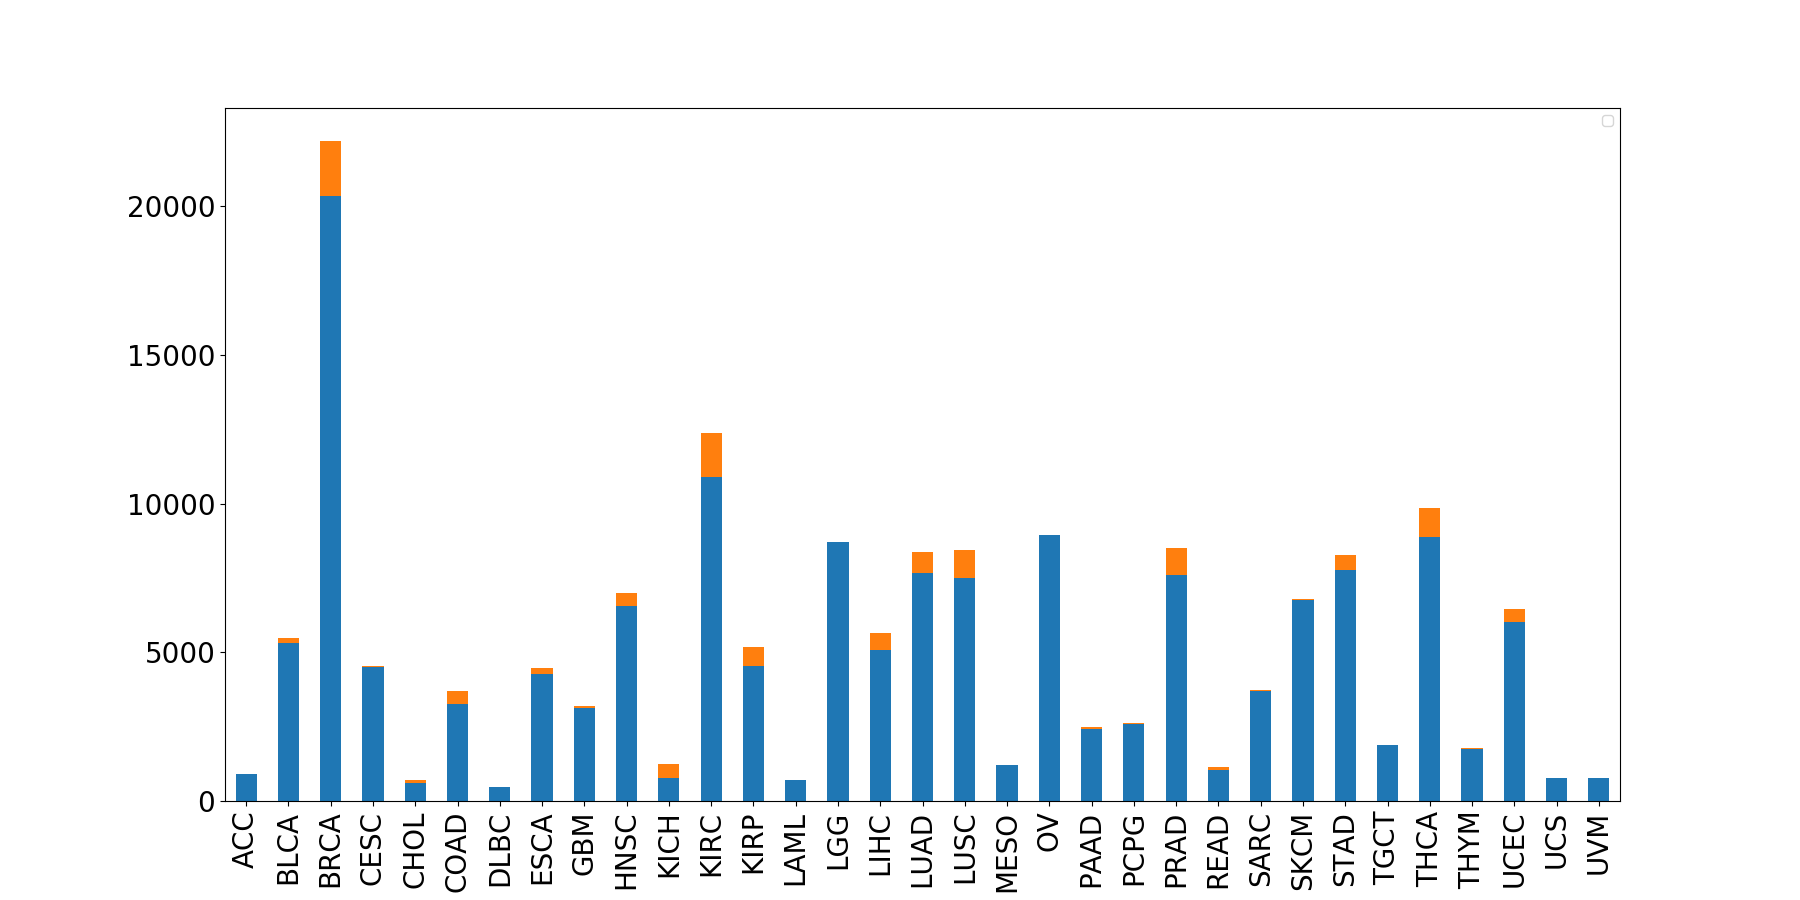 20000
15000
10000
5000
0
ACC
BLCA
BRCA
CESC
CHOL
COAD
DLBC
ESCA
GBM
HNSC
KICH
KIRC
KIRP
LAML
LGG
LIHC
LUAD
LUSC
MESO
OV
PAAD
PCPG
PRAD
READ
SARC
SKCM
STAD
TGCT
THCA
THYM
UCEC
UCS
UVM